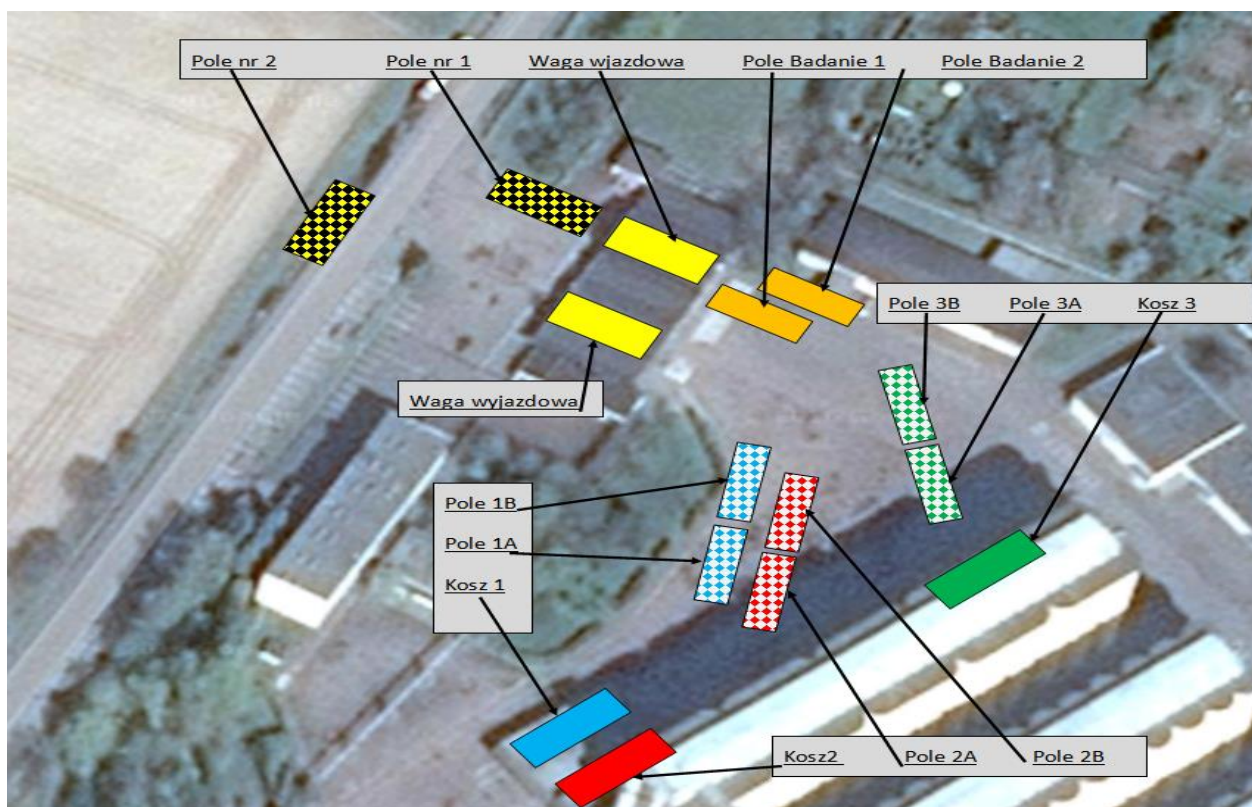 Pole nr 2 Pole nr 1 Waga wjazdowa Pole Badanie 1 Pole Badanie 2
Pole 3B Pole 3A Kosz 3
Waga wyjazdowa
Pole 1B
Pole 1A
Kosz 1
Kosz2 Pole 2A Pole 2B